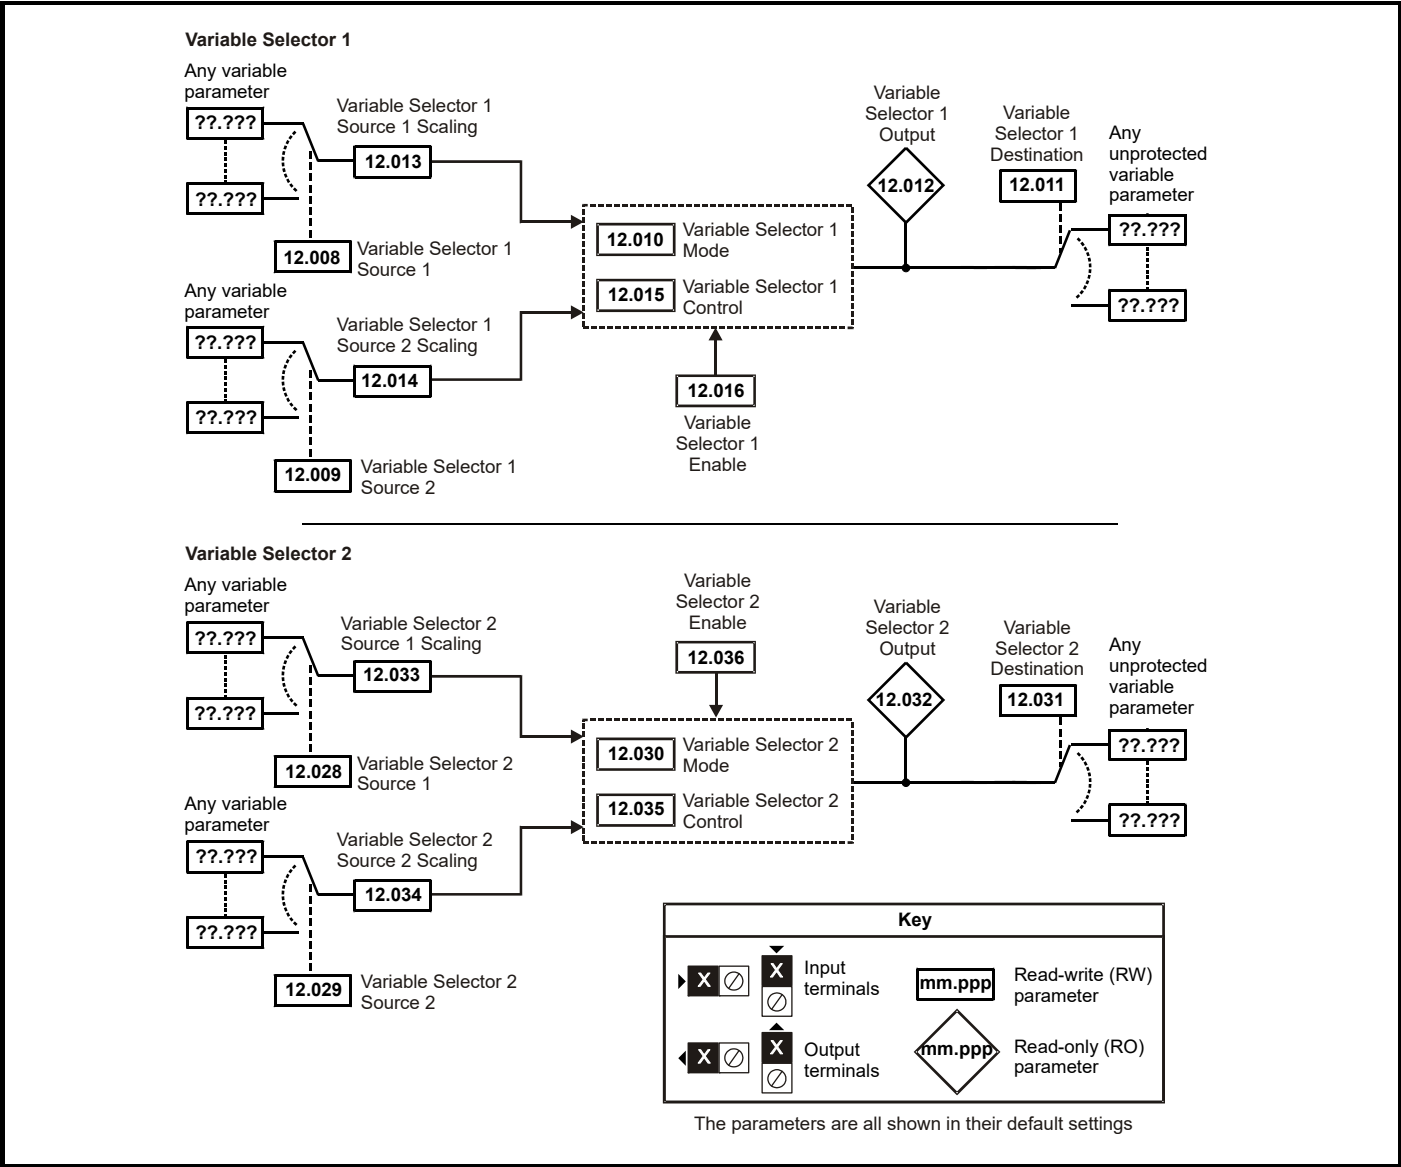 Variable Selector 1
Any variable
parameter
??.???
??.???
Variable Selector 1
Source 1 Scaling
12.013
12.008
Variable Selector 1
Source 1
Any variable
parameter
??.???
??.???
Variable Selector 1
Source 2 Scaling
12.014
12.009
Variable Selector 1
Source 2
12.010
Variable Selector 1
Mode
12.015
Variable Selector 1
Control
12.016
Variable
Selector 1
Enable
Variable
Selector 1
Output
12.012
Variable
Selector 1
Destination
12.011
Any
unprotected
variable
parameter
??.???
??.???
Variable Selector 2
Any variable
parameter
??.???
??.???
Variable Selector 2
Source 1 Scaling
12.033
12.028
Variable Selector 2
Source 1
Any variable
parameter
??.???
??.???
Variable Selector 2
Source 2 Scaling
12.034
12.029
Variable Selector 2
Source 2
Variable
Selector 2
Enable
12.036
12.030
Variable Selector 2
Mode
12.035
Variable Selector 2
Control
Variable
Selector 2
Output
12.032
Variable
Selector 2
Destination
12.031
Any
unprotected
variable
parameter
??.???
??.???
Key
X
X
Input
terminals
mm.ppp
Read-write (RW)
parameter
X
X
Output
terminals
mm.ppp
Read-only (RO)
parameter
The parameters are all shown in their default settings